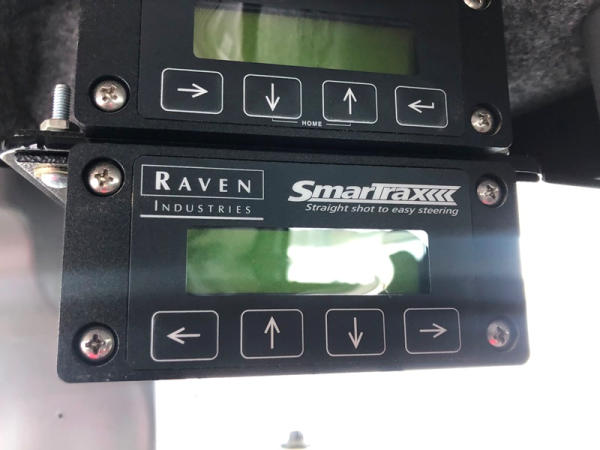 HOME
RAVEN
INDUSTRIES
SMARTRAX
Straight shot to easy steering